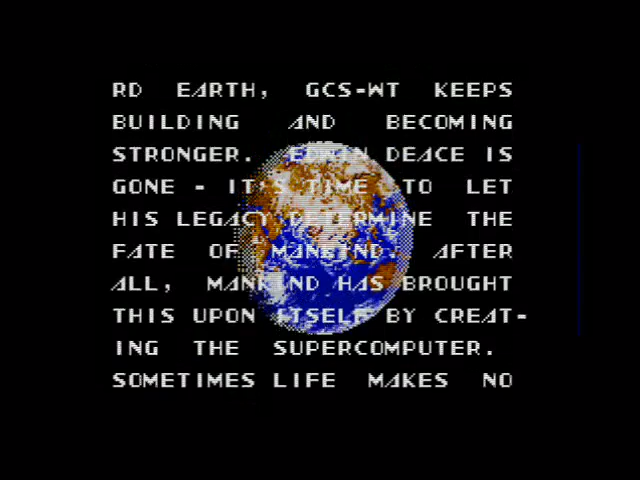 RD EARTH, GCS-WT KEEPS
BUILDING AND BECOMING
STRONGER. EDWIN DEACE IS
GONE - IT'S TIME TO LET
HIS LEGACY DETERMINE THE
FATE OF MANKIND. AFTER
ALL, MANKIND HAS BROUGHT
THIS UPON ITSELF BY CREAT-
ING THE SUPERCOMPUTER.
SOMETIMES LIFE MAKES NO